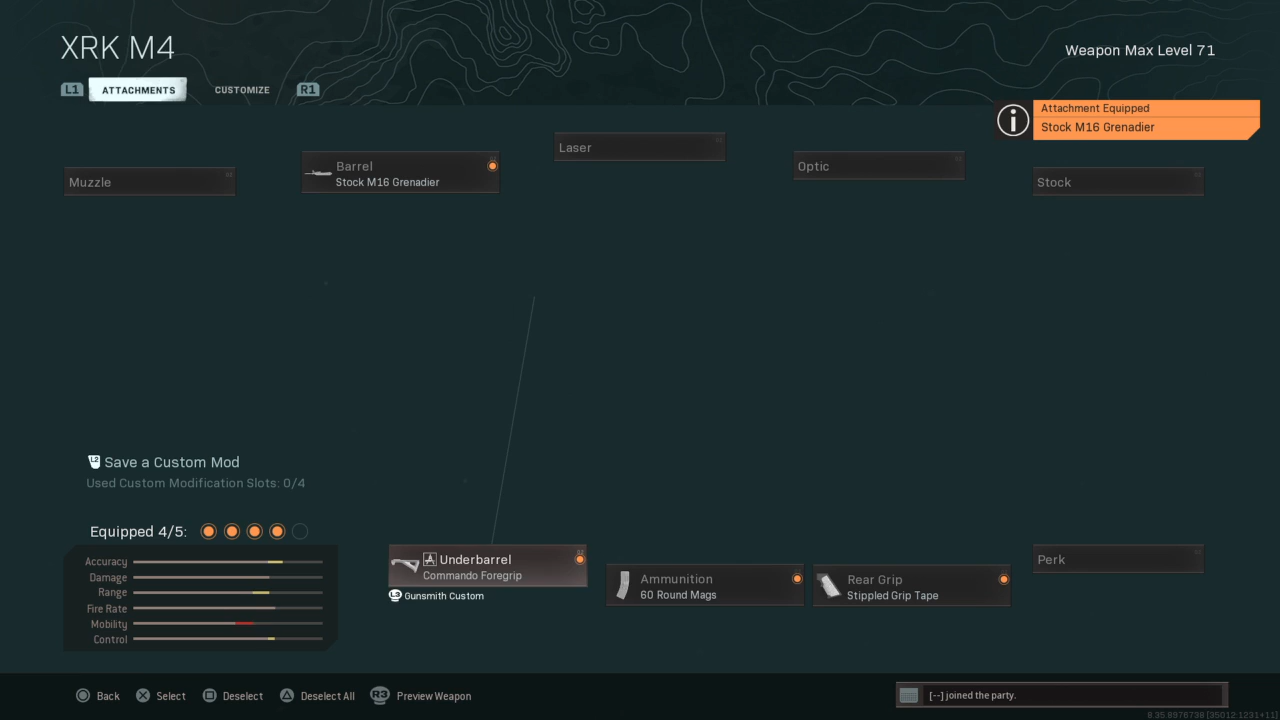 XRK M4
Weapon Max Level 71
L1 ATTACHMENTS CUSTOMIZE R1
Attachment Equipped
Stock M16 Grenadier
Muzzle
Barrel
Stock M16 Grenadier
Laser
Optic
Stock
L2 Save a Custom Mod
Used Custom Modification Slots: 0/4
Equipped 4/5:
Accuracy
Damage
Range
Fire Rate
Mobility
Control
Underbarrel
Commando Foregrip
L3 Gunsmith Custom
Ammunition
60 Round Mags
Rear Grip
Stippled Grip Tape
Perk
Back Select Deselect Deselect All R3 Preview Weapon
[--] joined the party.